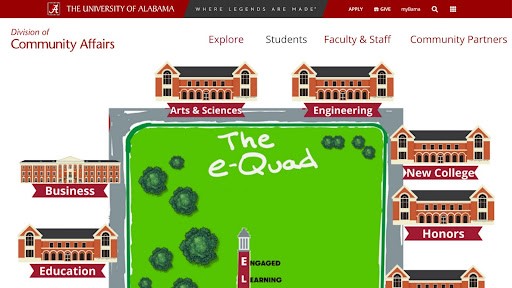 THE UNIVERSITY OF ALABAMA
WHERE LEGENDS ARE MADE
APPLY
GIVE
myBama
Division of
Community Affairs
Explore
Students
Faculty & Staff
Community Partners
Arts & Sciences
Engineering
The
e-Quad
New College
Business
Honors
Education
ENGAGED
LEARNING